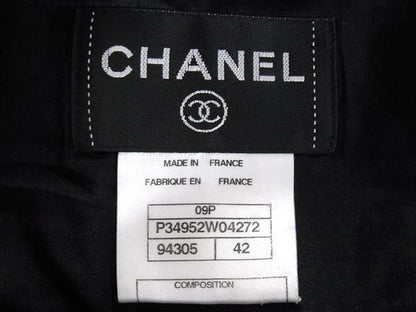 CHANEL
MADE IN FRANCE
FABRIQUE EN FRANCE
09P
P34952W04272
94305 42
COMPOSITION